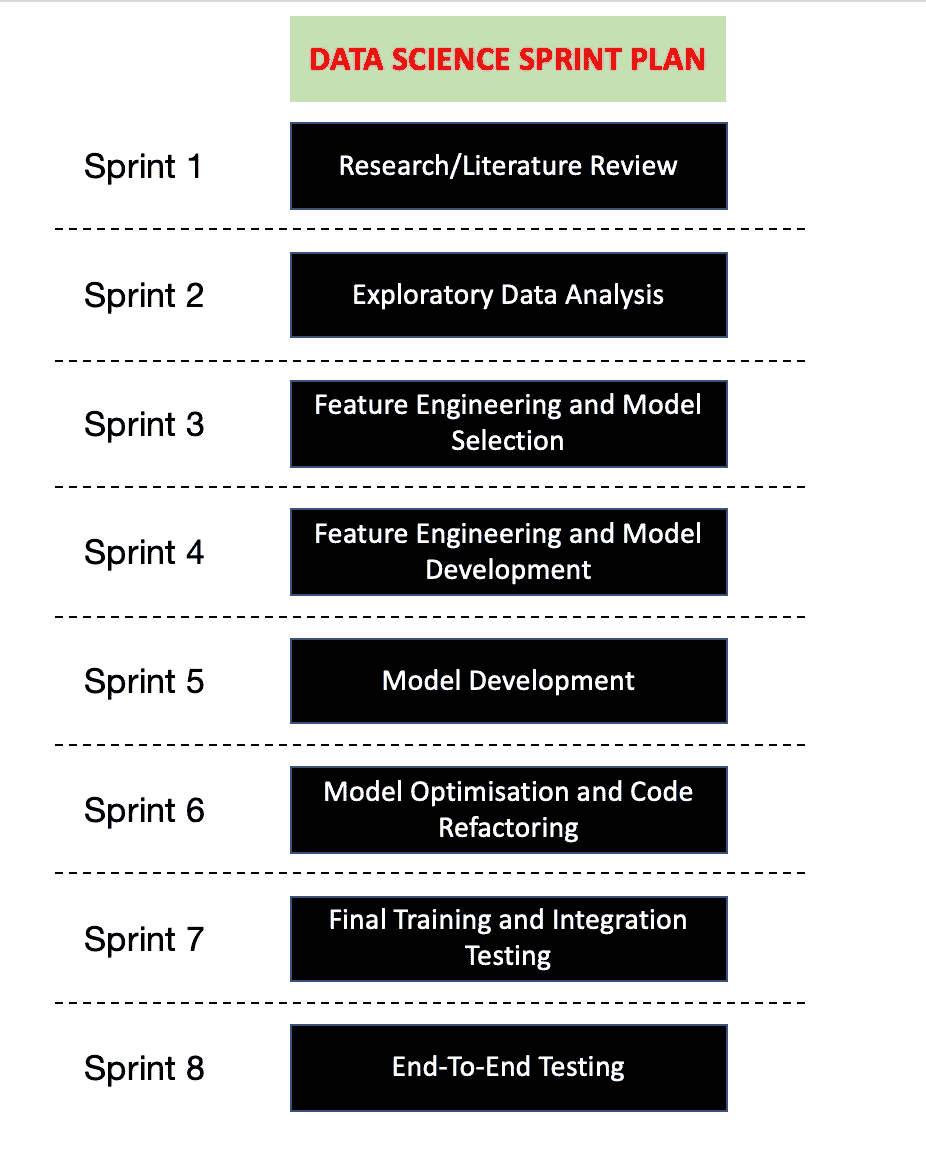 DATA SCIENCE SPRINT PLAN
Sprint 1
Research/Literature Review
Sprint 2
Exploratory Data Analysis
Sprint 3
Feature Engineering and Model
Selection
Sprint 4
Feature Engineering and Model
Development
Sprint 5
Model Development
Sprint 6
Model Optimisation and Code
Refactoring
Sprint 7
Final Training and Integration
Testing
Sprint 8
End-To-End Testing